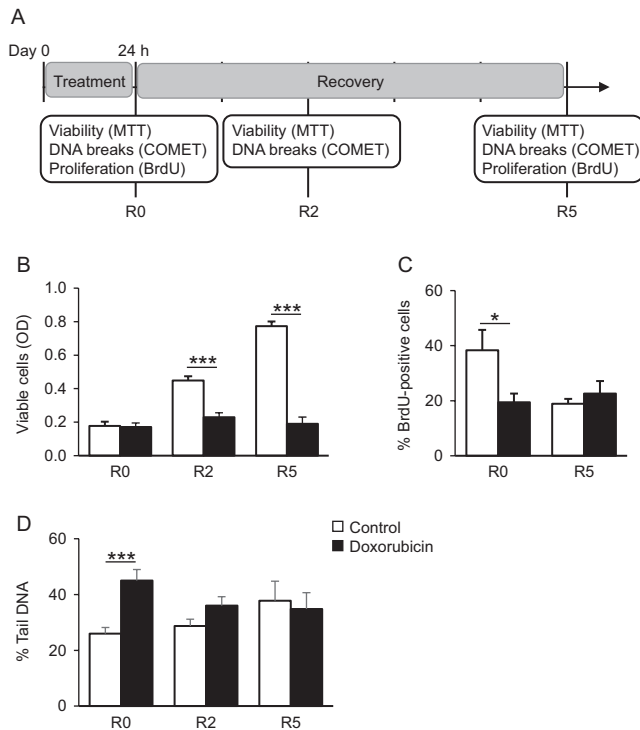 A
Day 0
24 h
Treatment
Recovery
Viability (MTT)
DNA breaks (COMET)
Proliferation (BrdU)
Viability (MTT)
DNA breaks (COMET)
Viability (MTT)
DNA breaks (COMET)
Proliferation (BrdU)
R0
R2
R5
B
Viable cells (OD)
1.0
0.8
0.6
0.4
0.2
0.0
***
***
R0
R2
R5
C
% BrdU-positive cells
60
40
20
0
*
R0
R5
D
Control
Doxorubicin
% Tail DNA
60
40
20
0
***
R0
R2
R5